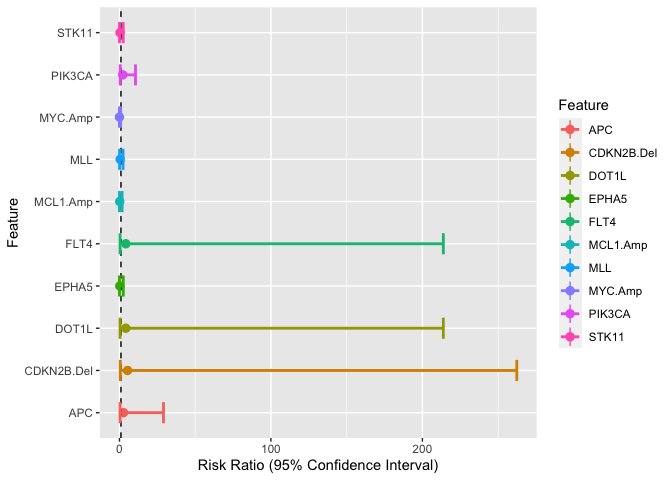 STK11
PIK3CA
MYC.Amp
MLL
MCL1.Amp
FLT4
EPHA5
DOT1L
CDKN2B.Del
APC
Feature
0
100
200
Risk Ratio (95% Confidence Interval)
Feature
APC
CDKN2B.Del
DOT1L
EPHA5
FLT4
MCL1.Amp
MLL
MYC.Amp
PIK3CA
STK11